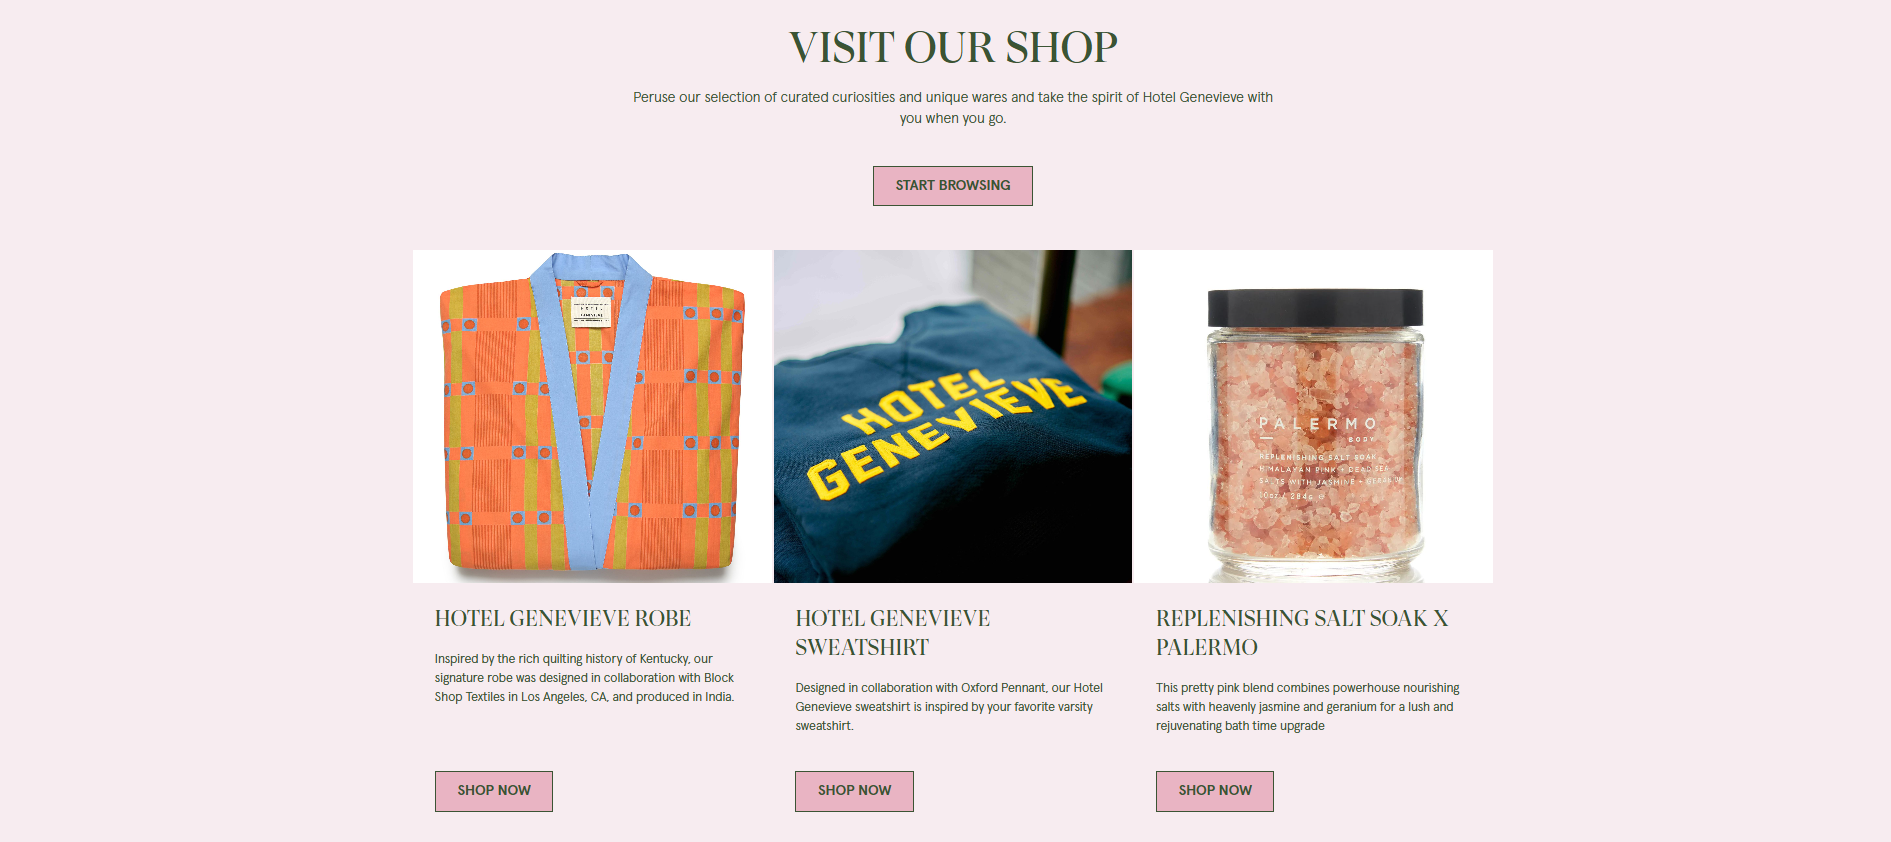 VISIT OUR SHOP
Peruse our selection of curated curiosities and unique wares and take the spirit of Hotel Genevieve with
you when you go.
START BROWSING
HOTEL
GENEVIEVE
PALERMO
BODY
REPLENISHING SALT SOAK
HIMALAYAN PINK + DEAD SEA
SALTS WITH JASMINE +
10oz / 284g
HOTEL GENEVIEVE ROBE
Inspired by the rich quilting history of Kentucky, our
signature robe was designed in collaboration with Block
Shop Textiles in Los Angeles, CA, and produced in India.
SHOP NOW
HOTEL GENEVIEVE
SWEATSHIRT
Designed in collaboration with Oxford Pennant, our Hotel
Genevieve sweatshirt is inspired by your favorite varsity
sweatshirt.
SHOP NOW
REPLENISHING SALT SOAK X
PALERMO
This pretty pink blend combines powerhouse nourishing
salts with heavenly jasmine and geranium for a lush and
rejuvenating bath time upgrade
SHOP NOW